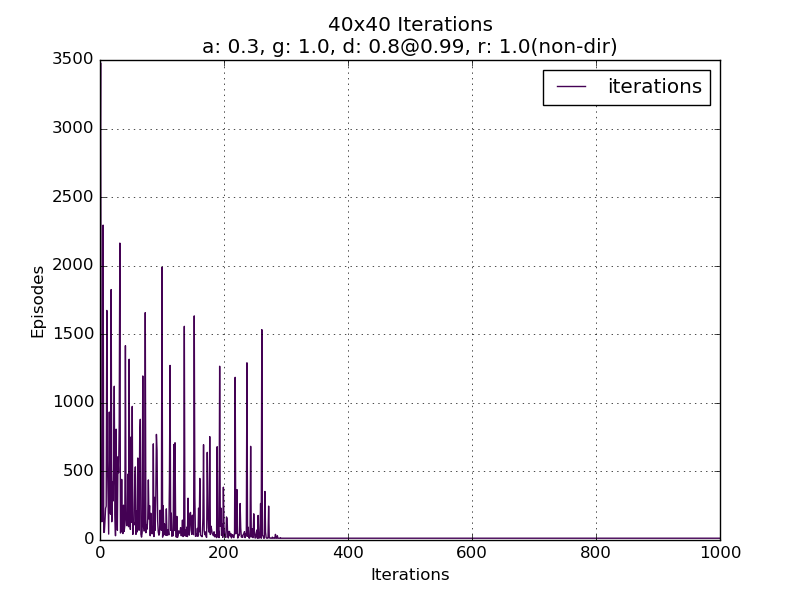 40x40 Iterations
a: 0.3, g: 1.0, d: 0.8@0.99, r: 1.0(non-dir)
iterations
3500
3000
2500
2000
1500
1000
500
0
Episodes
0 200 400 600 800 1000
Iterations